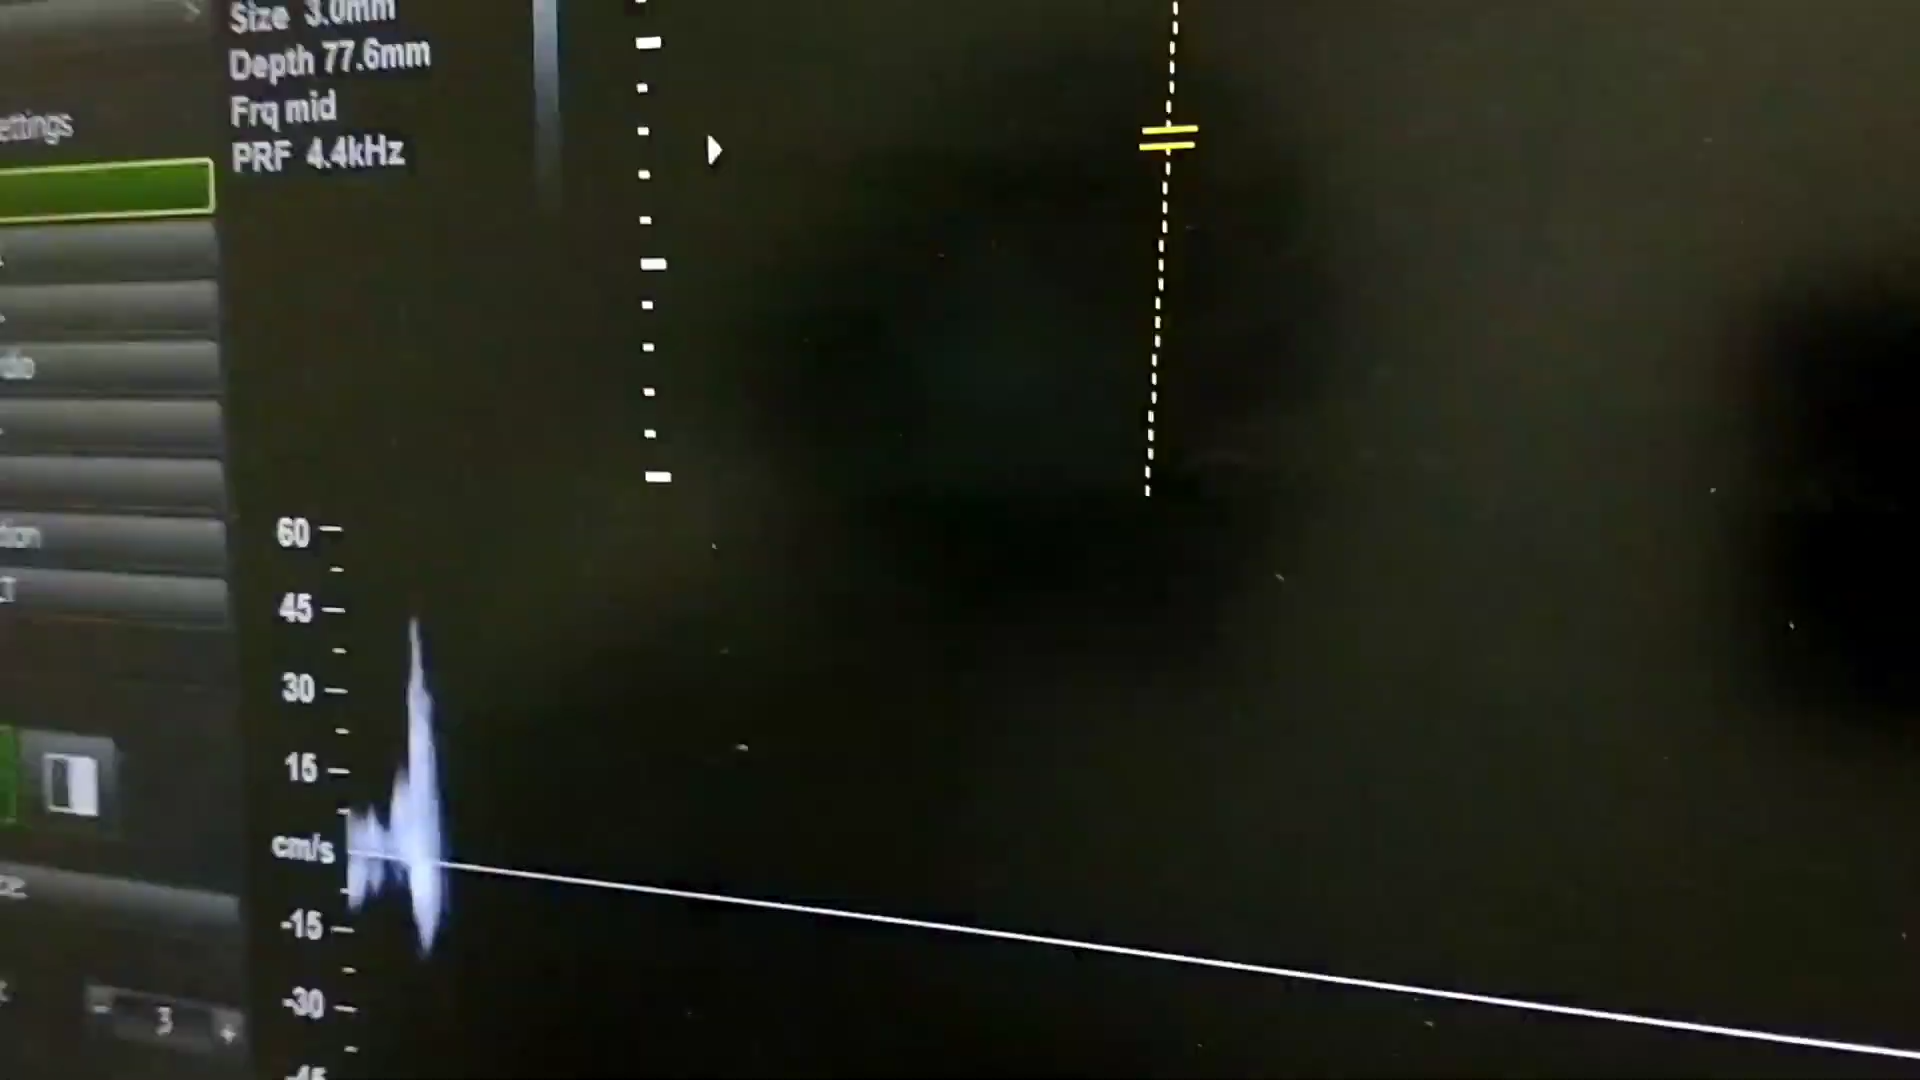 Size 3.0mm
Depth 77.6mm
Frq mid
PRF 4.4kHz
ettings
60
45
30
15
cm/s
-15
-30
-45
- 3 +